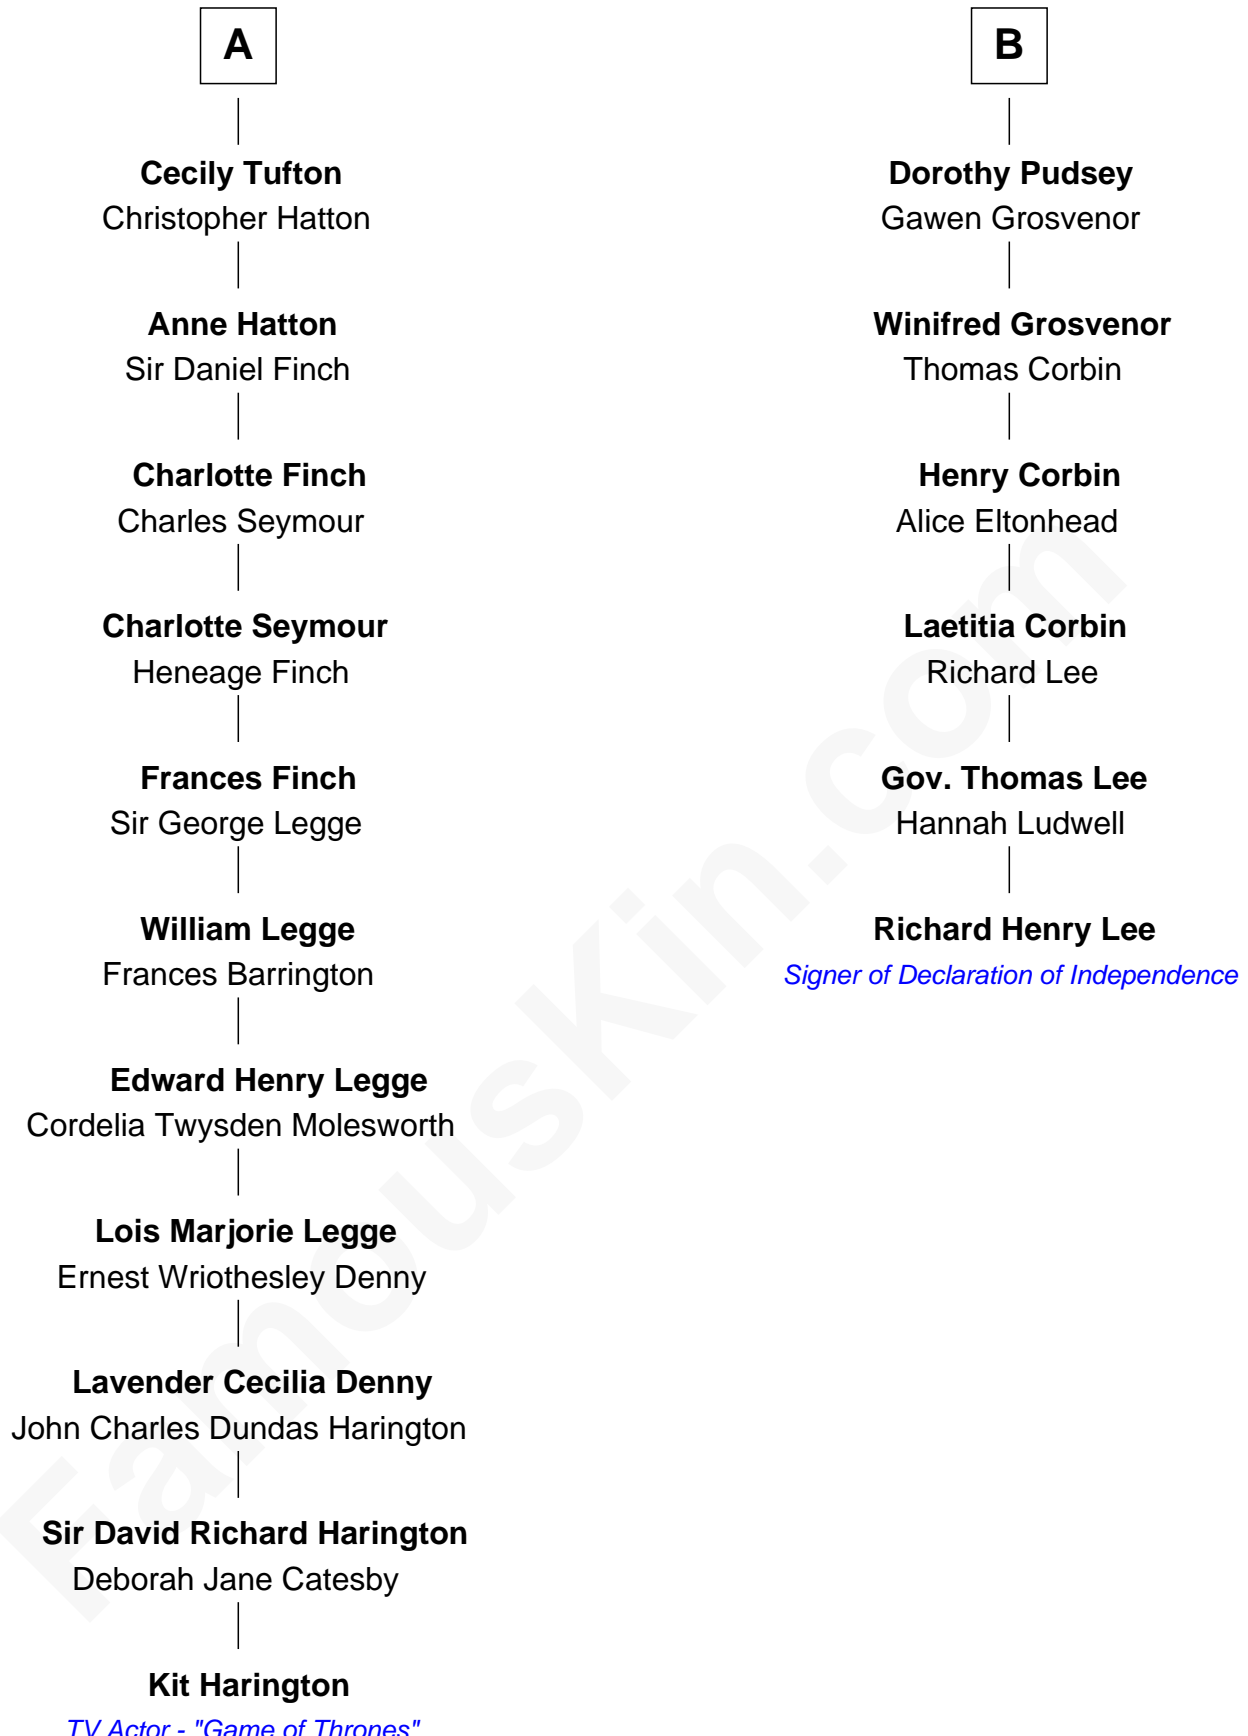 A
Cecily Tufton
Christopher Hatton
Anne Hatton
Sir Daniel Finch
Charlotte Finch
Charles Seymour
Charlotte Seymour
Heneage Finch
Frances Finch
Sir George Legge
William Legge
Frances Barrington
Edward Henry Legge
Cordelia Twysden Molesworth
Lois Marjorie Legge
Ernest Wriothesley Denny
Lavender Cecilia Denny
John Charles Dundas Harington
Sir David Richard Harington
Deborah Jane Catesby
Kit Harington
TV Actor - "Game of Thrones"
B
Dorothy Pudsey
Gawen Grosvenor
Winifred Grosvenor
Thomas Corbin
Henry Corbin
Alice Eltonhead
Laetitia Corbin
Richard Lee
Gov. Thomas Lee
Hannah Ludwell
Richard Henry Lee
Signer of Declaration of Independence
FamousKin.com